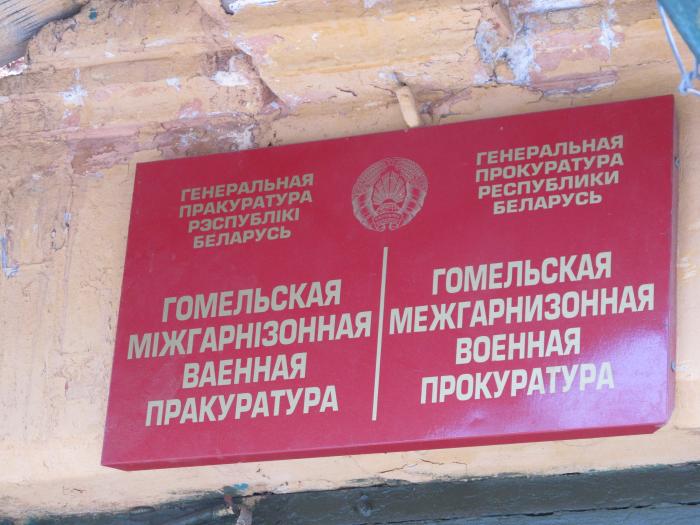 ГЕНЕРАЛЬНАЯ
ПРАКУРАТУРА
РЭСПУБЛІКІ
БЕЛАРУСЬ
ГОМЕЛЬСКАЯ
МІЖГАРНІЗОННАЯ
ВАЕННАЯ
ПРАКУРАТУРА
ГЕНЕРАЛЬНАЯ
ПРОКУРАТУРА
РЕСПУБЛИКИ
БЕЛАРУСЬ
ГОМЕЛЬСКАЯ
МЕЖГАРНИЗОННАЯ
ВОЕННАЯ
ПРОКУРАТУРА